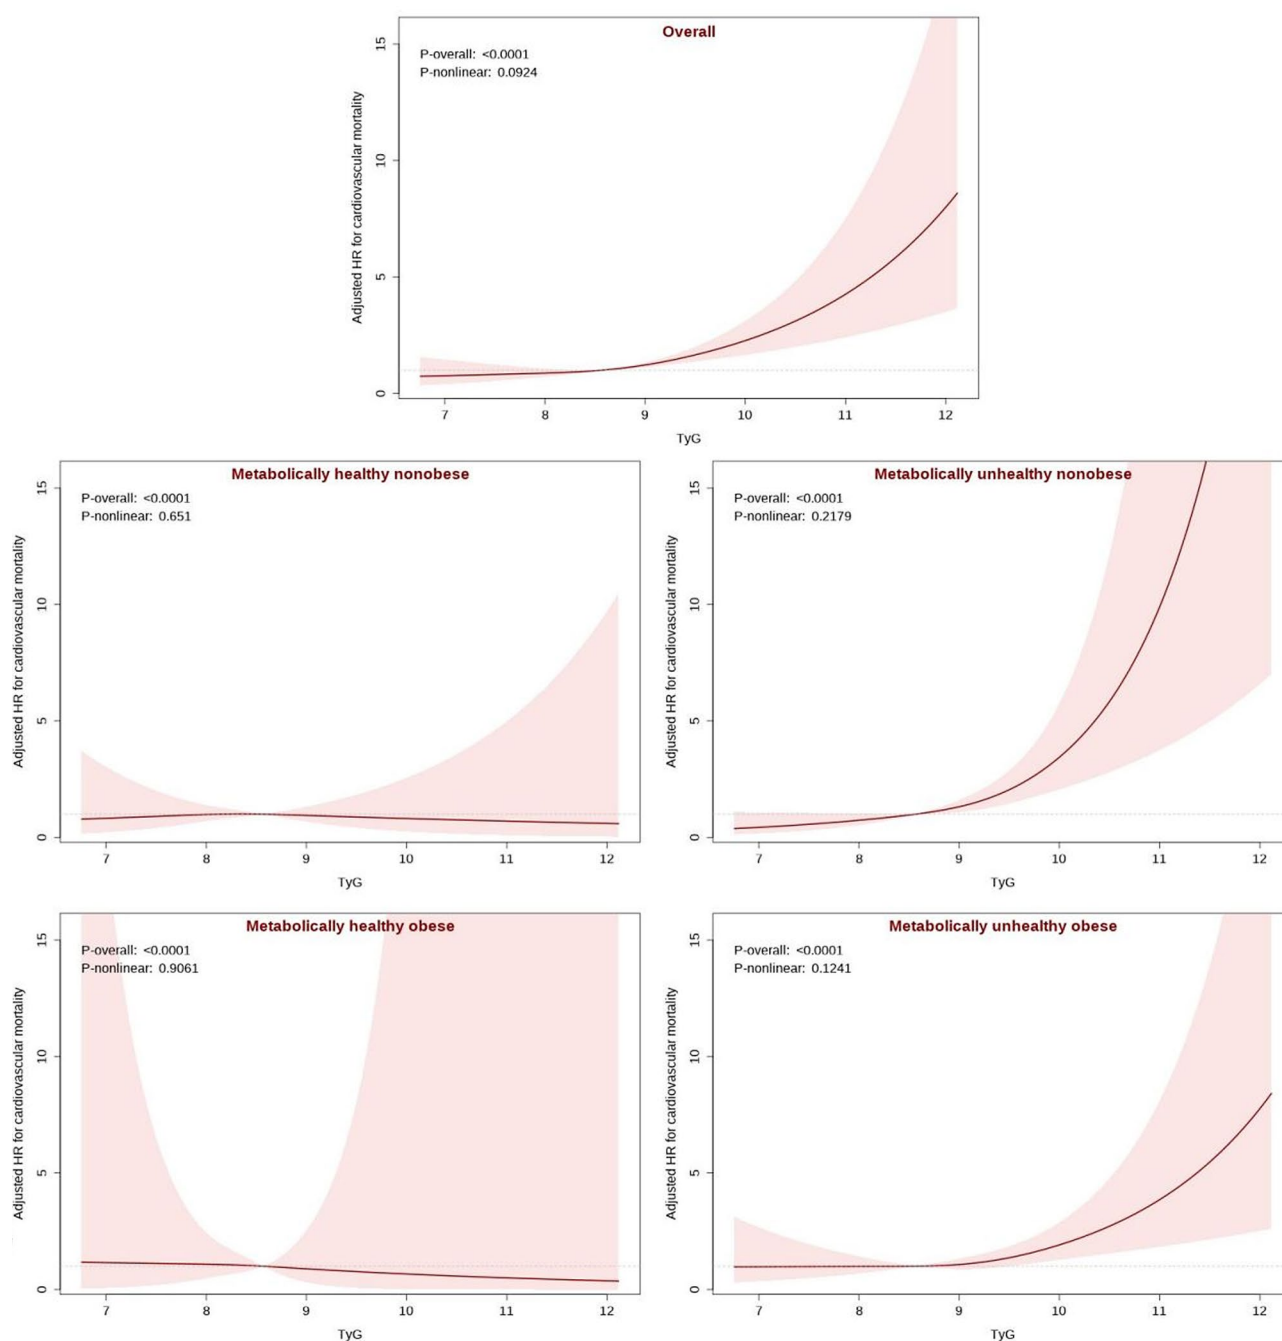 Overall
P-overall: <0.0001
P-nonlinear: 0.0924
Adjusted HR for cardiovascular mortality
15
10
5
0
7 8 9 10 11 12
TyG
Metabolically healthy nonobese
P-overall: <0.0001
P-nonlinear: 0.651
Adjusted HR for cardiovascular mortality
15
10
5
0
7 8 9 10 11 12
TyG
Metabolically unhealthy nonobese
P-overall: <0.0001
P-nonlinear: 0.2179
Adjusted HR for cardiovascular mortality
15
10
5
0
7 8 9 10 11 12
TyG
Metabolically healthy obese
P-overall: <0.0001
P-nonlinear: 0.9061
Adjusted HR for cardiovascular mortality
15
10
5
0
7 8 9 10 11 12
TyG
Metabolically unhealthy obese
P-overall: <0.0001
P-nonlinear: 0.1241
Adjusted HR for cardiovascular mortality
15
10
5
0
7 8 9 10 11 12
TyG